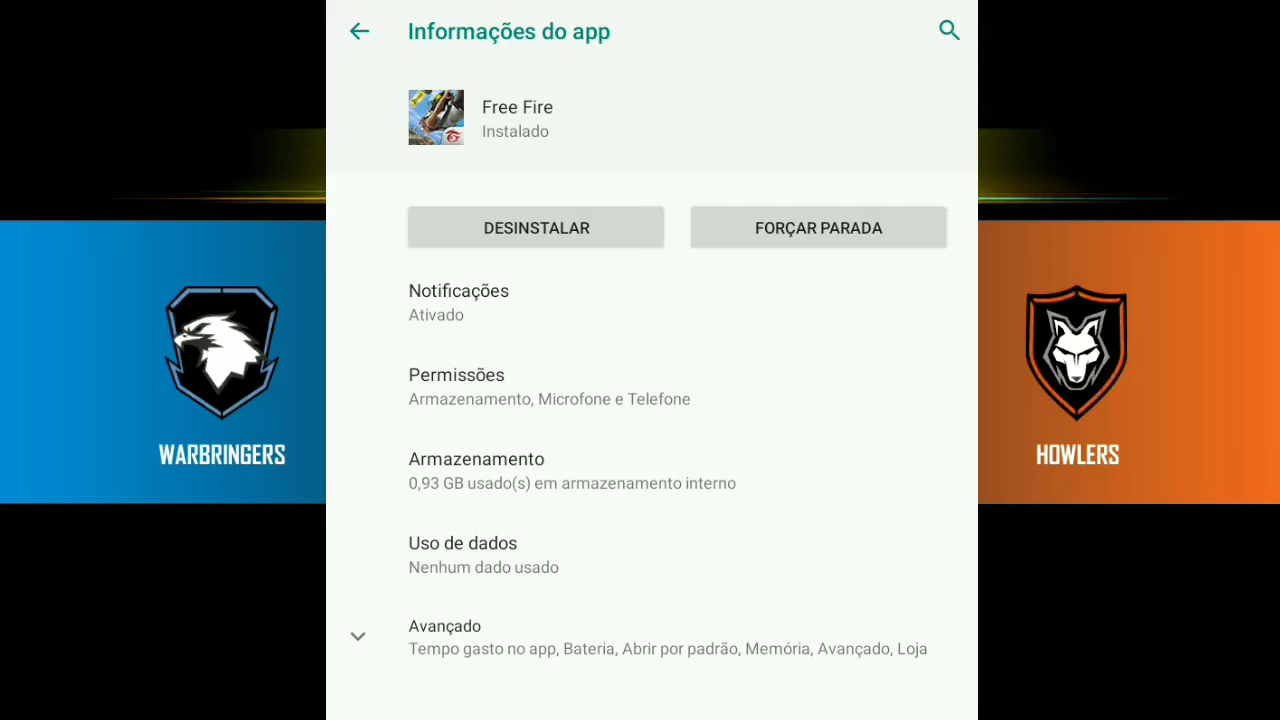 Informações do app
Free Fire
Instalado
DESINSTALAR
FORÇAR PARADA
Notificações
Ativado
Permissões
Armazenamento, Microfone e Telefone
Armazenamento
0,93 GB usado(s) em armazenamento interno
Uso de dados
Nenhum dado usado
Avançado
Tempo gasto no app, Bateria, Abrir por padrão, Memória, Avançado, Loja
WARBRINGERS
HOWLERS